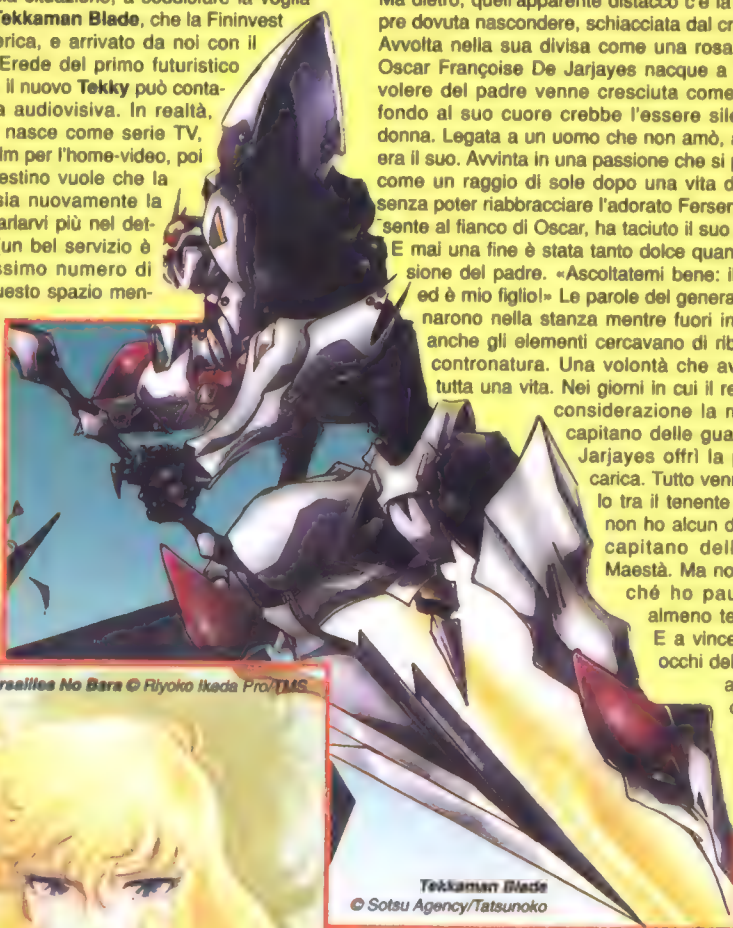 Tekkaman Blade, che la Fininvest
erica, e arrivato da noi con il
Erede del primo futuristico
il nuovo Tekky può conta-
a audiovisiva. In realtà,
nasce come serie TV,
lm per l'home-video, poi
estino vuole che la
sia nuovamente la
arlarvi più nel det-
un bel servizio è
ssimo numero di
uesto spazio men-
Ma dietro, quell'apparente distacco c'è la
pre dovuta nascondere, schiacciata dal cr
Avvolta nella sua divisa come una rosa
Oscar Françoise De Jarjayes nacque a
volere del padre venne cresciuta come
fondo al suo cuore crebbe l'essere sile
donna. Legata a un uomo che non amò, a
era il suo. Avvinta in una passione che si p
come un raggio di sole dopo una vita d
senza poter riabbracciare l'adorato Fersen
sente al fianco di Oscar, ha taciuto il suo
E mai una fine è stata tanto dolce quan
sione del padre. «Ascoltatemi bene: il
ed è mio figlio!» Le parole del genera
narono nella stanza mentre fuori in
anche gli elementi cercavano di rib
contronatura. Una volontà che av
tutta una vita. Nei giorni in cui il re
considerazione la n
capitano delle gua
Jarjayes offrì la p
carica. Tutto venn
lo tra il tenente
non ho alcun d
capitano dell
Maestà. Ma no
ché ho pau
almeno te
E a vince
occhi del
a
rsailles No Bara © Riyoko Ikeda Pro/TMS
Tekkaman Blade
© Sotsu Agency/Tatsunoko